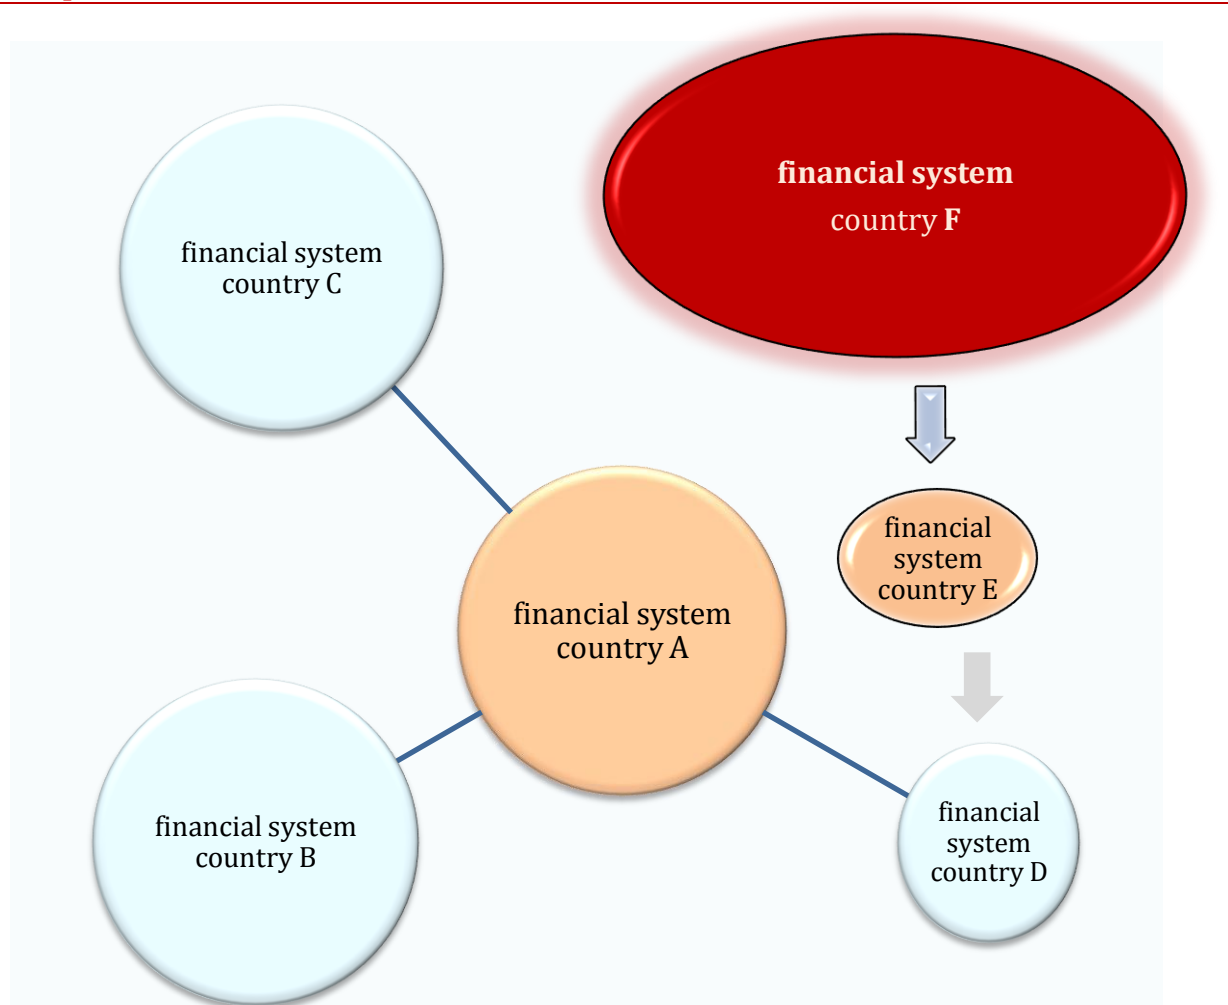 financial system
country F
financial system
country C
financial
system
country E
financial system
country A
financial system
country B
financial
system
country D